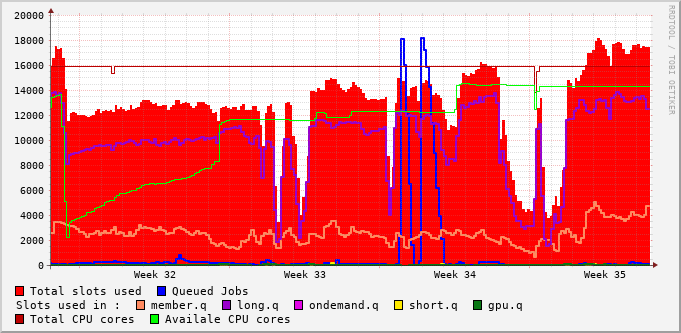 RRDTOOL / TOBI OETIKER
20000
18000
16000
14000
12000
10000
8000
6000
4000
2000
0
Week 32 Week 33 Week 34 Week 35
Total slots used Queued Jobs
Slots used in : member.q long.q ondemand.q short.q gpu.q
Total CPU cores Availale CPU cores